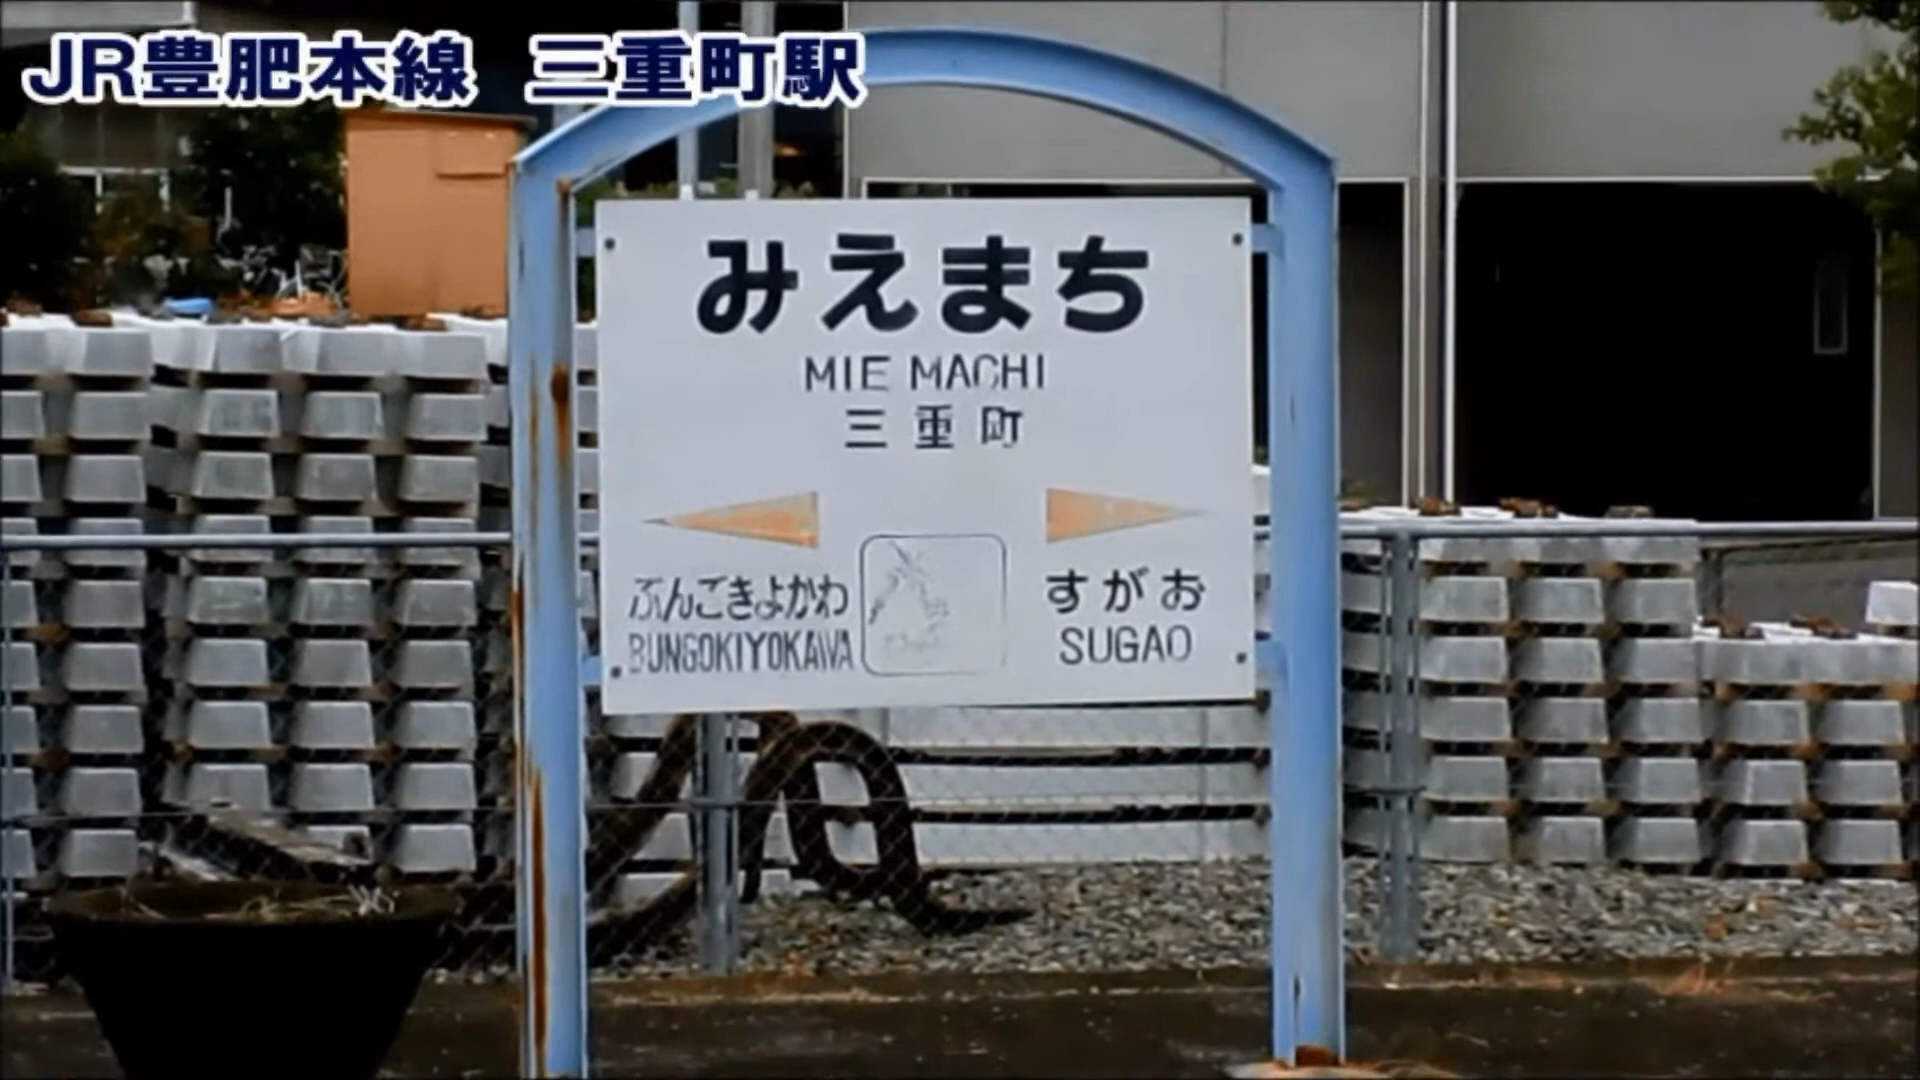 JR豊肥本線 三重町駅
みえまち
MIE MACHI
三重町
ぶんごきよかわ すがお
BUNGOKIYOKAWA SUGAO